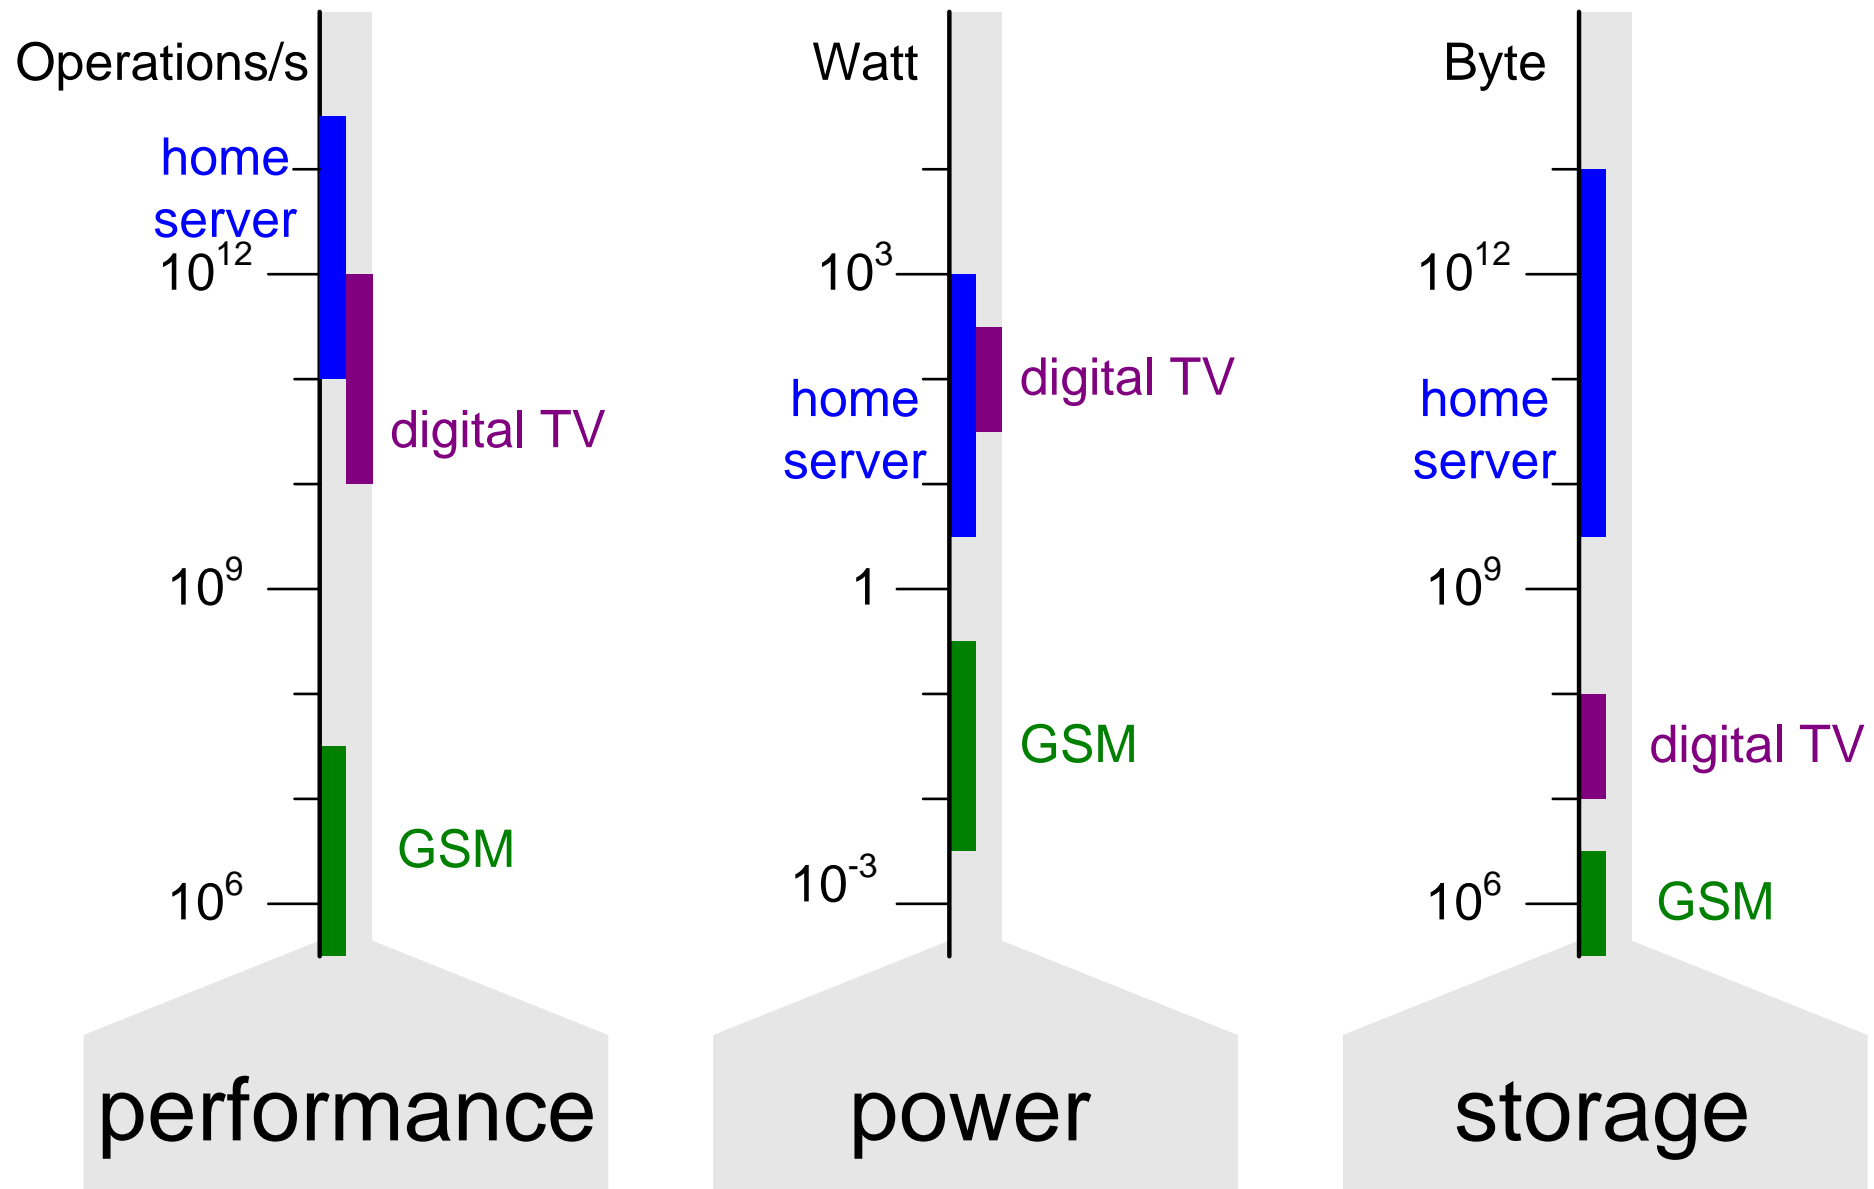 Operations/s
home
server
10^12
digital TV
10^9
GSM
10^6
performance
Watt
10^3
digital TV
home
server
1
GSM
10^-3
power
Byte
10^12
home
server
10^9
digital TV
10^6
GSM
storage